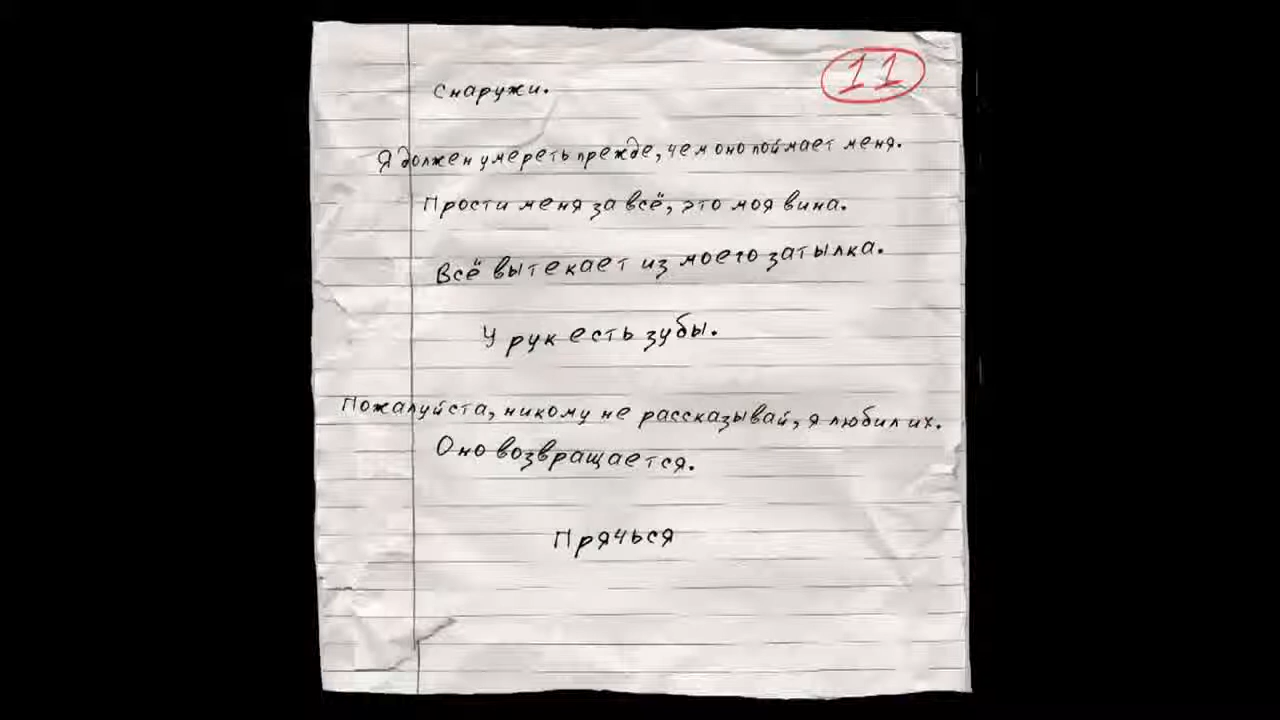 11
Снаружи.
Я должен умереть прежде, чем оно поймает меня.
Прости меня за всё, это моя вина.
Всё вытекает из моего затылка.
У рук есть зубы.
Пожалуйста, никому не рассказывай, я любил их.
Оно возвращается.
Прячься